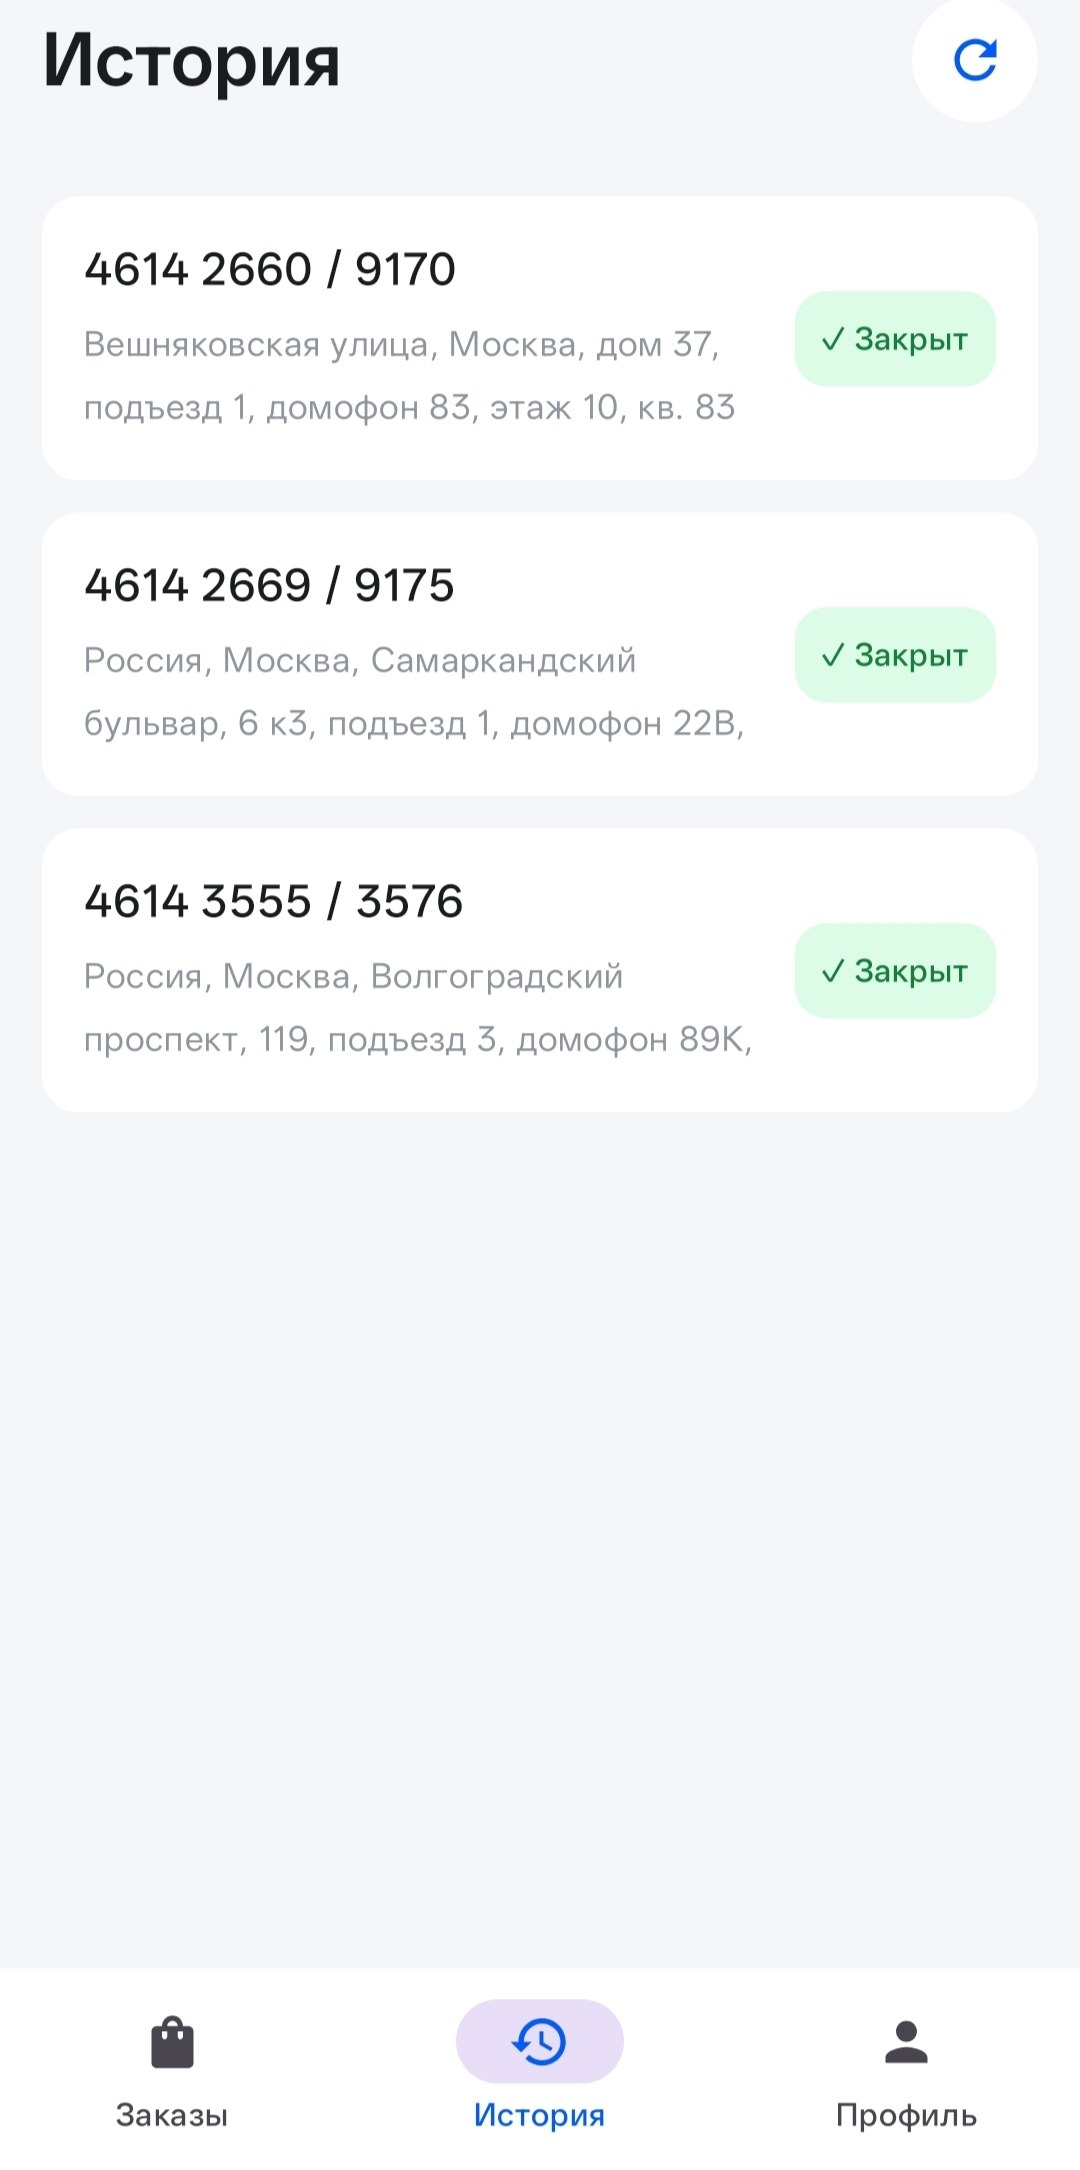 История
4614 2660 / 9170
Вешняковская улица, Москва, дом 37,
подъезд 1, домофон 83, этаж 10, кв. 83
✓ Закрыт
4614 2669 / 9175
Россия, Москва, Самаркандский
бульвар, 6 к3, подъезд 1, домофон 22В,
✓ Закрыт
4614 3555 / 3576
Россия, Москва, Волгоградский
проспект, 119, подъезд 3, домофон 89К,
✓ Закрыт
Заказы
История
Профиль